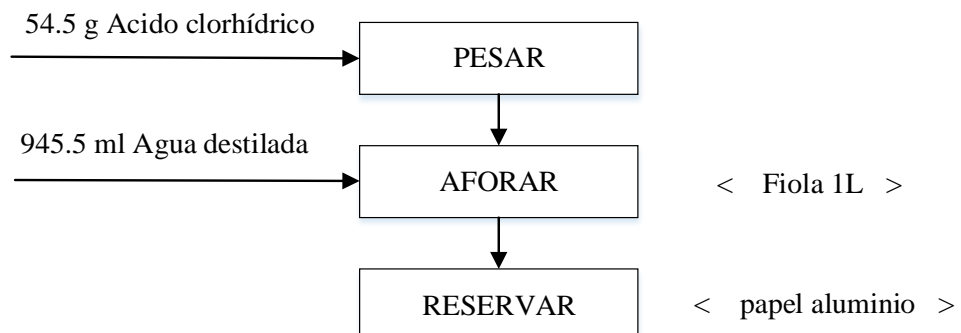 54.5 g Acido clorhídrico
PESAR
945.5 ml Agua destilada
AFORAR
< Fiola 1L >
RESERVAR
< papel aluminio >